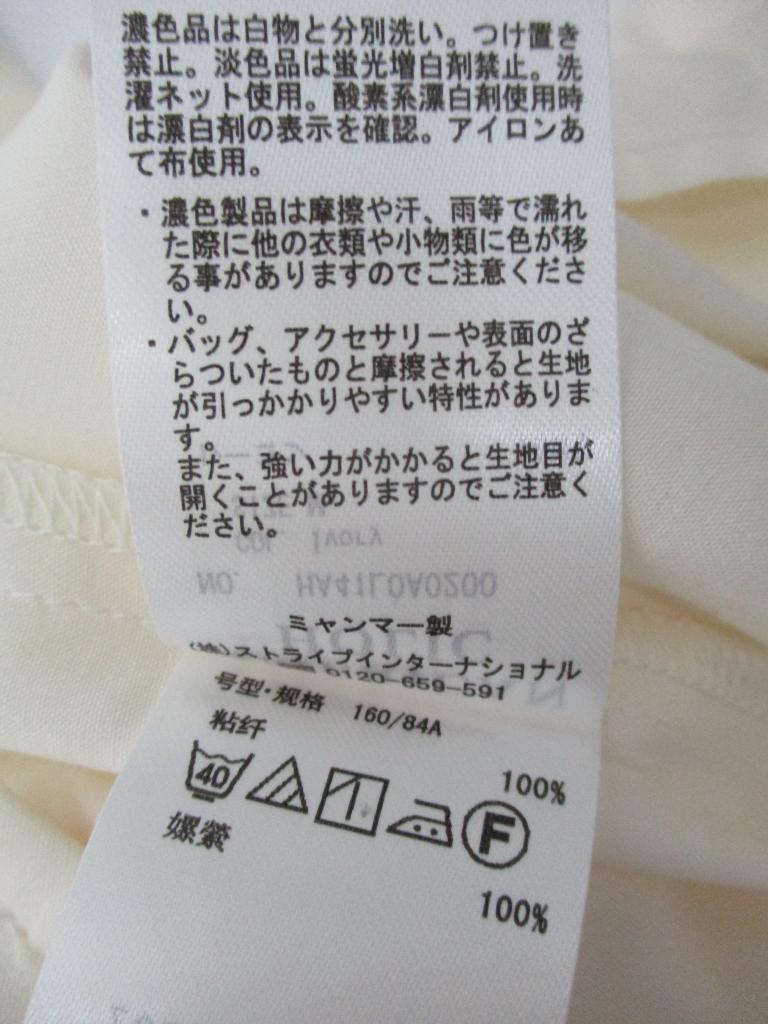 濃色品は白物と分別洗い。つけ置き
禁止。淡色品は蛍光増白剤禁止。洗
濯ネット使用。酸素系漂白剤使用時
は漂白剤の表示を確認。アイロンあ
て布使用。
・濃色製品は摩擦や汗、雨等で濡れ
た際に他の衣類や小物類に色が移
る事がありますのでご注意くださ
い。
・バッグ、アクセサリーや表面のざ
らついたものと摩擦されると生地
が引っかかりやすい特性がありま
す。
また、強い力がかかると生地目が
開くことがありますのでご注意く
ださい。
SIZE M
COL. Ivory
NO. HA41L0A0200
ミャンマー製
HOLIC
(株)ストライプインターナショナル
0120-659-591
号型·规格 160/84A
粘纤 100%
40
F
嫘縈 100%